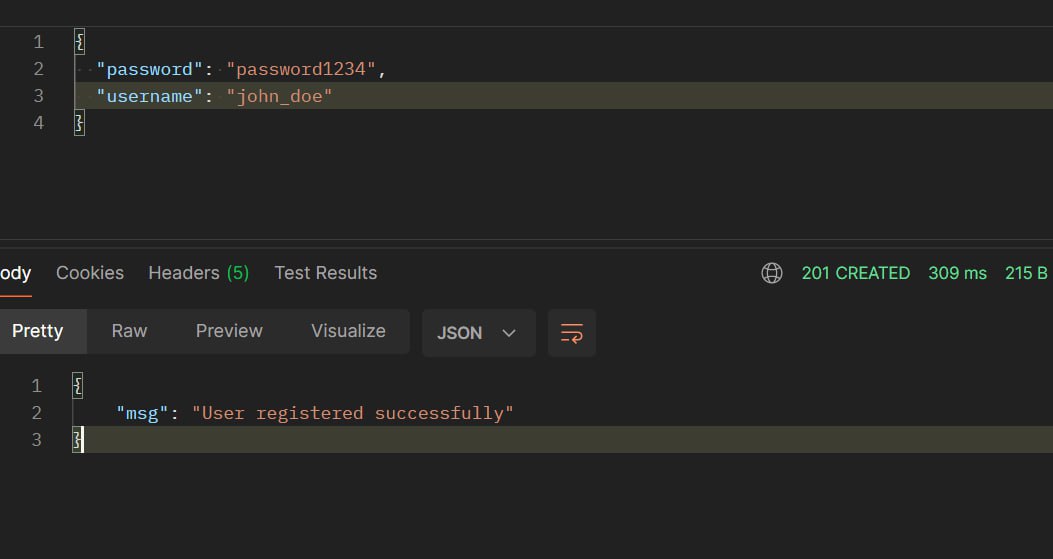 1 {
2 "password": "password1234",
3 "username": "john_doe"
4 }
ody Cookies Headers (5) Test Results 201 CREATED 309 ms 215 B
Pretty Raw Preview Visualize JSON
1 {
2 "msg": "User registered successfully"
3 }